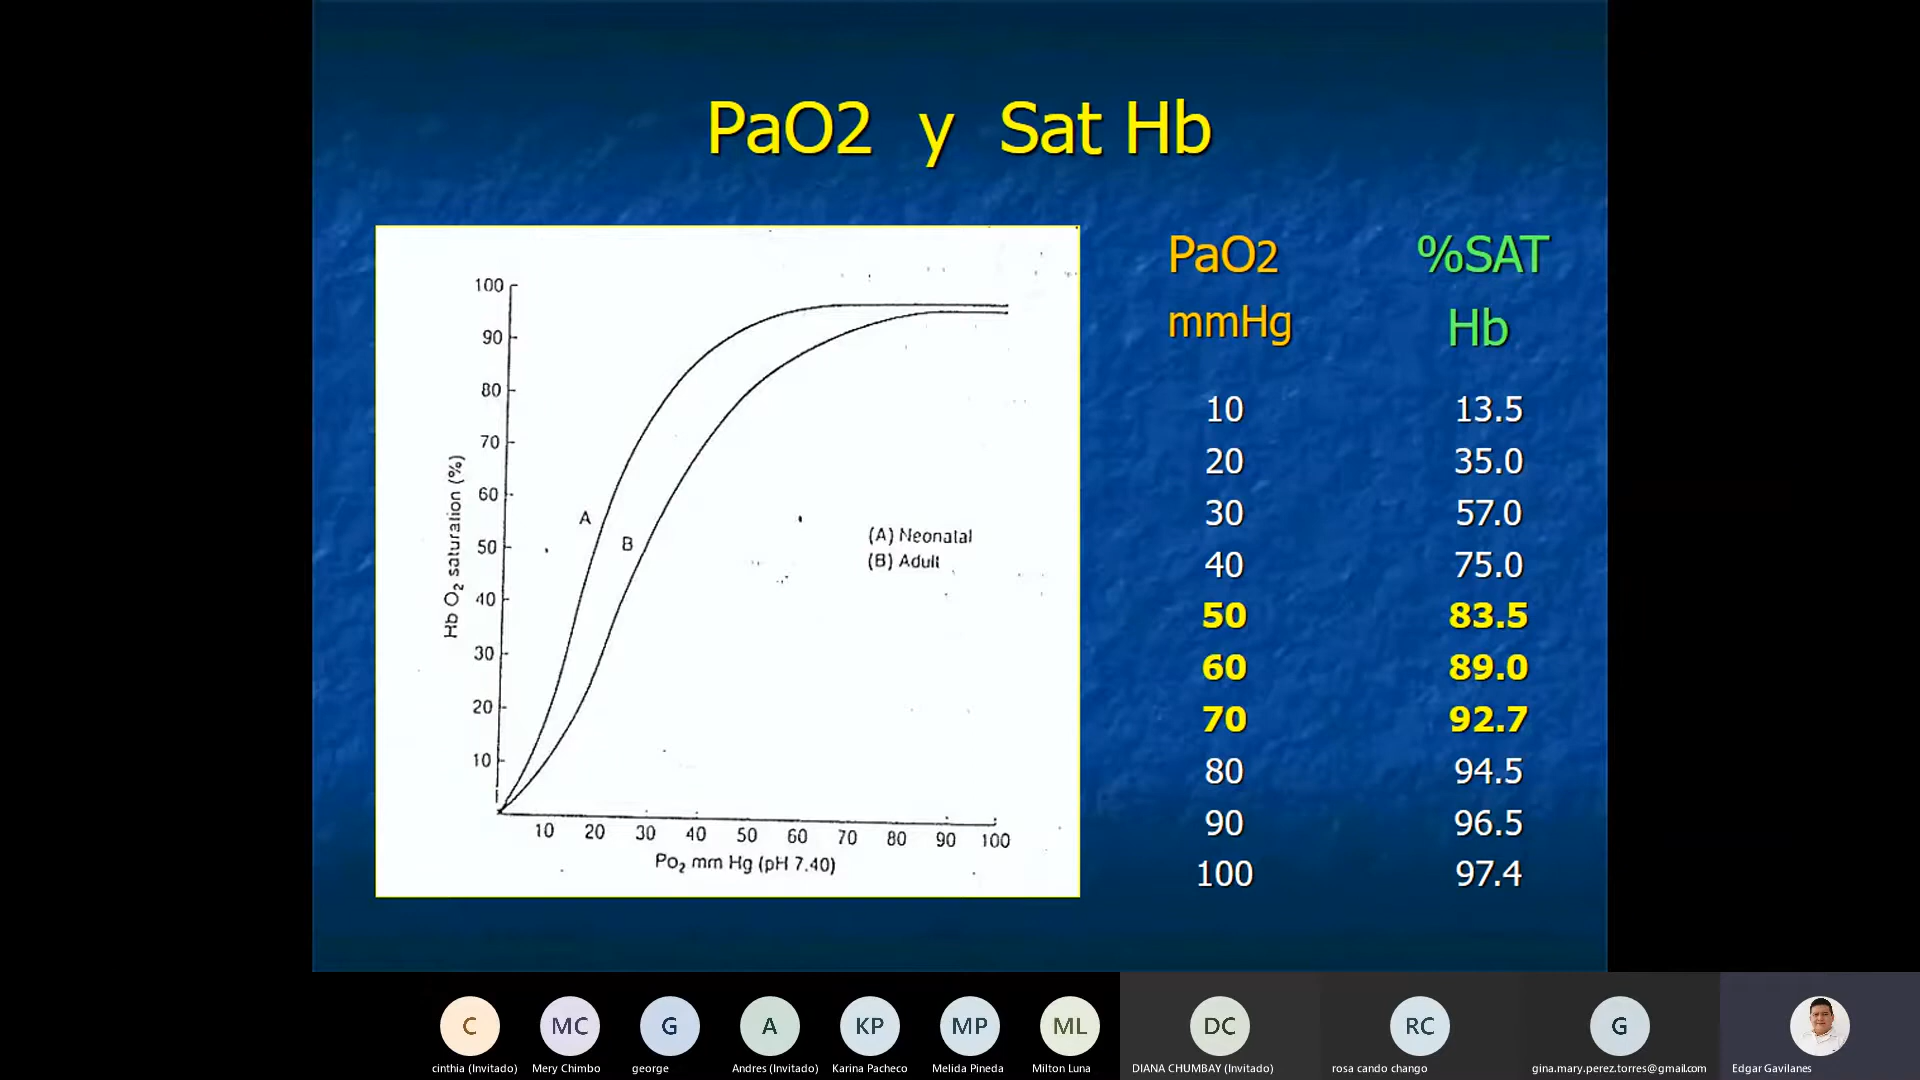 PaO2 y Sat Hb
100
90
80
70
60
50
40
30
20
10
Hb O2 saturation (%)
A
B
(A) Neonatal
(B) Adult
10 20 30 40 50 60 70 80 90 100
Po2 mm Hg (pH 7.40)
PaO2 %SAT
mmHg Hb
10 13.5
20 35.0
30 57.0
40 75.0
50 83.5
60 89.0
70 92.7
80 94.5
90 96.5
100 97.4
C MC G A KP MP ML DC RC G
cinthia (Invitado) Mery Chimbo george Andres (Invitado) Karina Pacheco Melida Pineda Milton Luna DIANA CHUMBAY (Invitado) rosa cando chango gina.mary.perez.torres@gmail.com Edgar Gavilanes